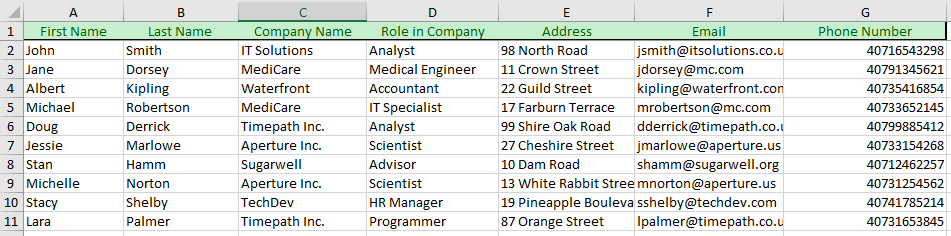 A B C D E F G
1 First Name Last Name Company Name Role in Company Address Email Phone Number
2 John Smith IT Solutions Analyst 98 North Road jsmith@itsolutions.co.u 40716543298
3 Jane Dorsey MediCare Medical Engineer 11 Crown Street jdorsey@mc.com 40791345621
4 Albert Kipling Waterfront Accountant 22 Guild Street kipling@waterfront.com 40735416854
5 Michael Robertson MediCare IT Specialist 17 Farburn Terrace mrobertson@mc.com 40733652145
6 Doug Derrick Timepath Inc. Analyst 99 Shire Oak Road dderrick@timepath.co.u 40799885412
7 Jessie Marlowe Aperture Inc. Scientist 27 Cheshire Street jmarlowe@aperture.us 40733154268
8 Stan Hamm Sugarwell Advisor 10 Dam Road shamm@sugarwell.org 40712462257
9 Michelle Norton Aperture Inc. Scientist 13 White Rabbit Stree mnorton@aperture.us 40731254562
10 Stacy Shelby TechDev HR Manager 19 Pineapple Bouleva sshelby@techdev.com 40741785214
11 Lara Palmer Timepath Inc. Programmer 87 Orange Street lpalmer@timepath.co.u 40731653845